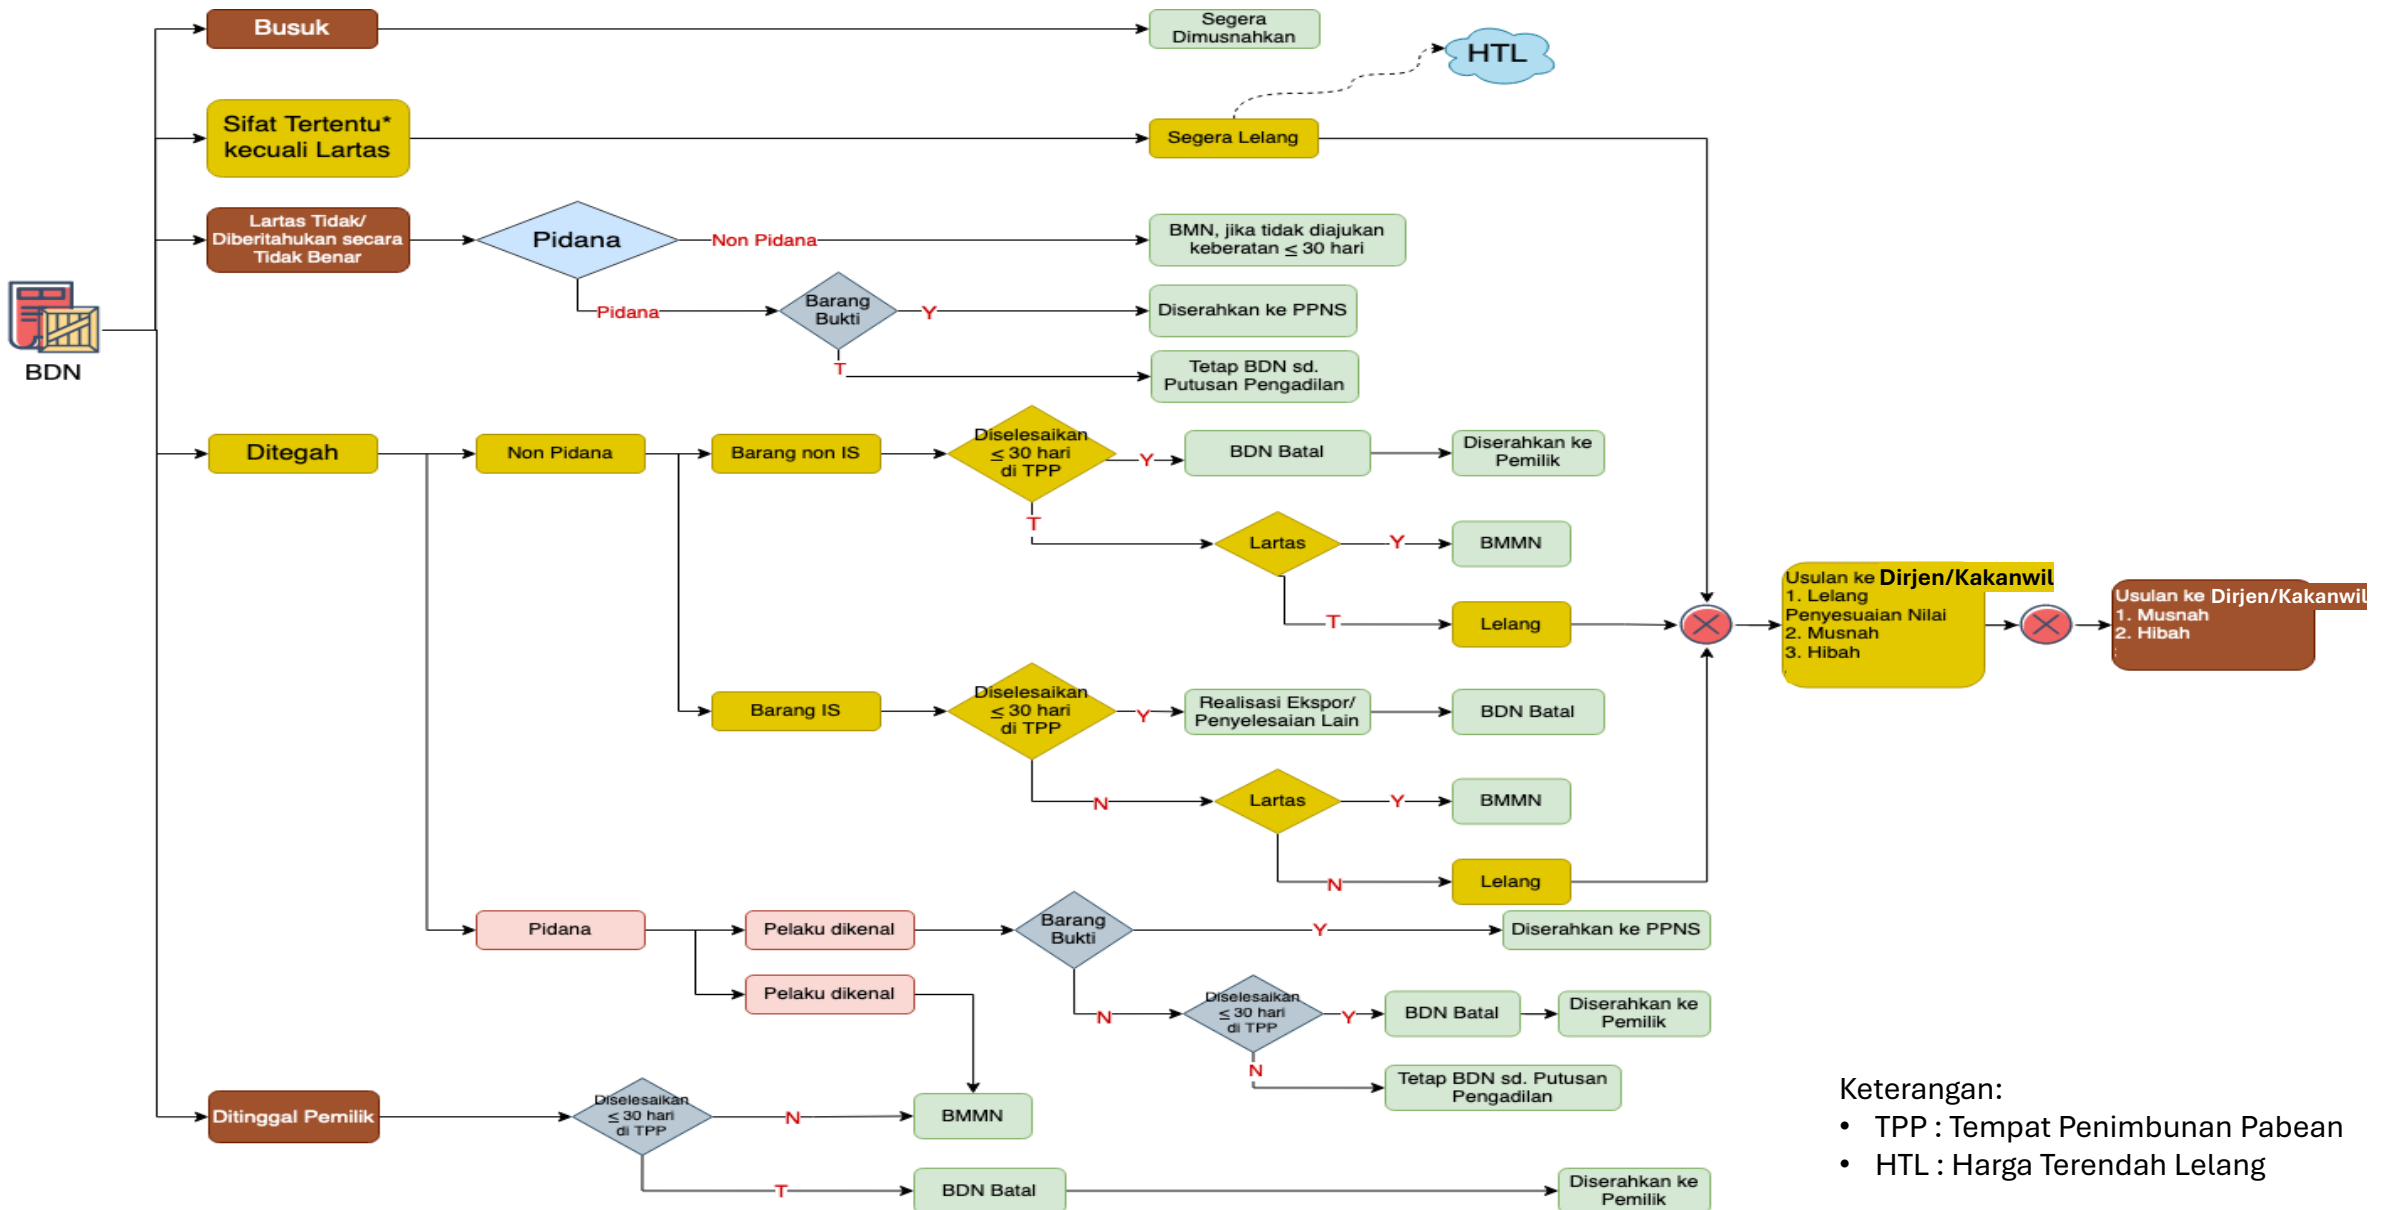 Busuk
Segera
Dimusnahkan
HTL
Sifat Tertentu*
kecuali Lartas
Segera Lelang
Lartas Tidak/
Diberitahukan secara
Tidak Benar
Pidana
Non Pidana
BMN, jika tidak diajukan
keberatan ≤ 30 hari
Pidana
Barang
Bukti
Y
Diserahkan ke PPNS
T
Tetap BDN sd.
Putusan Pengadilan
BDN
Ditegah
Non Pidana
Barang non IS
Diselesaikan
≤ 30 hari
di TPP
Y
BDN Batal
Diserahkan ke
Pemilik
T
Lartas
Y
BMMN
T
Lelang
Usulan ke Dirjen/Kakanwil
1. Lelang
Penyesuaian Nilai
2. Musnah
3. Hibah
Usulan ke Dirjen/Kakanwil
1. Musnah
2. Hibah
Barang IS
Diselesaikan
≤ 30 hari
di TPP
Y
Realisasi Ekspor/
Penyelesaian Lain
BDN Batal
N
Lartas
Y
BMMN
N
Lelang
Pidana
Pelaku dikenal
Barang
Bukti
Y
Diserahkan ke PPNS
Pelaku dikenal
N
Diselesaikan
≤ 30 hari
di TPP
Y
BDN Batal
Diserahkan ke
Pemilik
N
Tetap BDN sd. Putusan
Pengadilan
Ditinggal Pemilik
Diselesaikan
≤ 30 hari
di TPP
N
BMMN
T
BDN Batal
Diserahkan ke
Pemilik
Keterangan:
• TPP : Tempat Penimbunan Pabean
• HTL : Harga Terendah Lelang